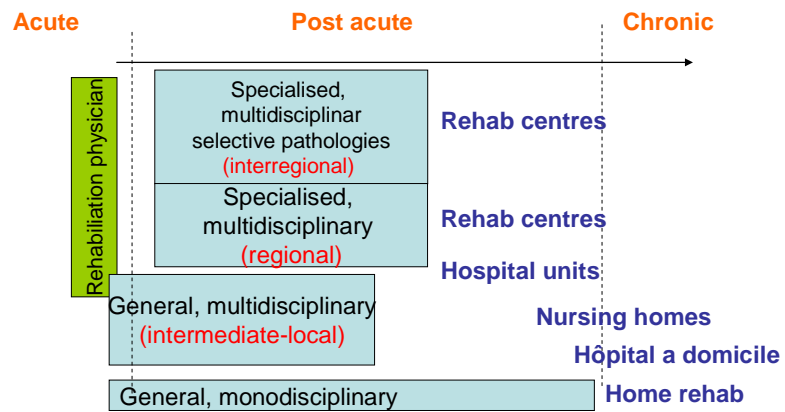 Acute
Post acute
Chronic
Rehabiliation physician
Specialised,
multidisciplinar
selective pathologies
(interregional)
Rehab centres
Specialised,
multidisciplinary
(regional)
Rehab centres
Hospital units
General, multidisciplinary
(intermediate-local)
Nursing homes
Hôpital a domicile
General, monodisciplinary
Home rehab